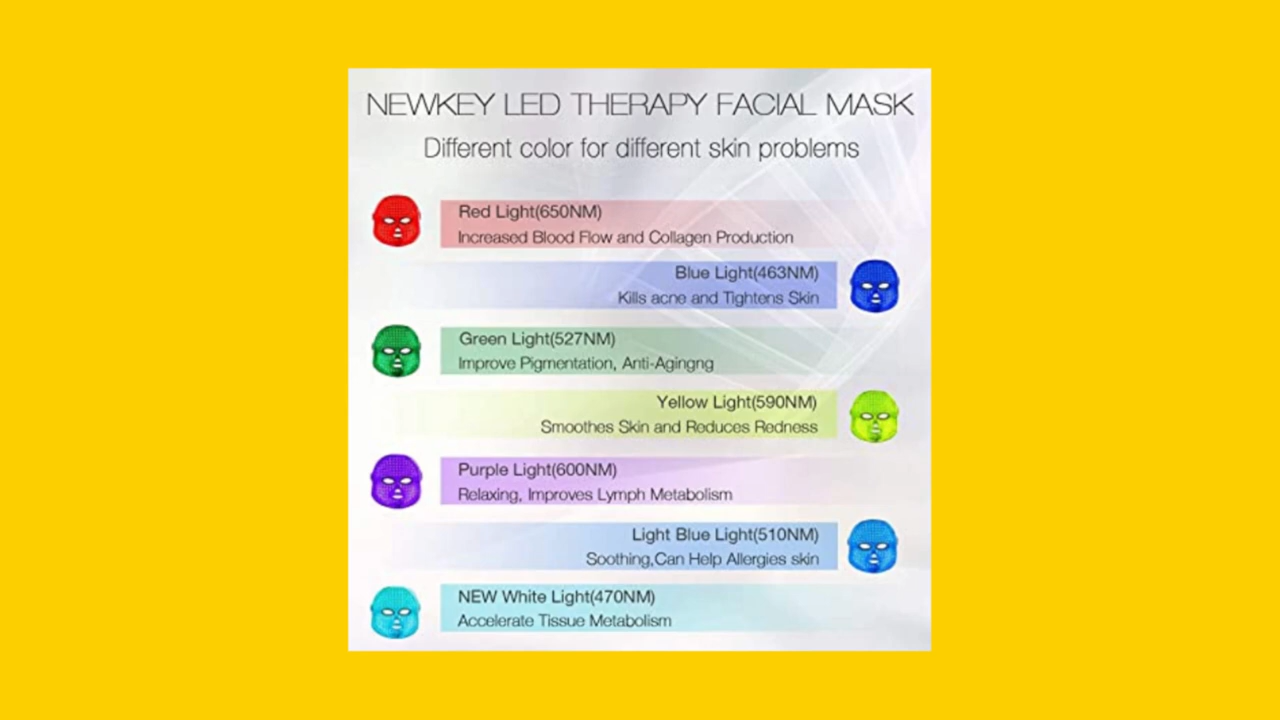 NEWKEY LED THERAPY FACIAL MASK
Different color for different skin problems
Red Light(650NM)
Increased Blood Flow and Collagen Production
Blue Light(463NM)
Kills acne and Tightens Skin
Green Light(527NM)
Improve Pigmentation, Anti-Agingng
Yellow Light(590NM)
Smoothes Skin and Reduces Redness
Purple Light(600NM)
Relaxing, Improves Lymph Metabolism
Light Blue Light(510NM)
Soothing,Can Help Allergies skin
NEW White Light(470NM)
Accelerate Tissue Metabolism